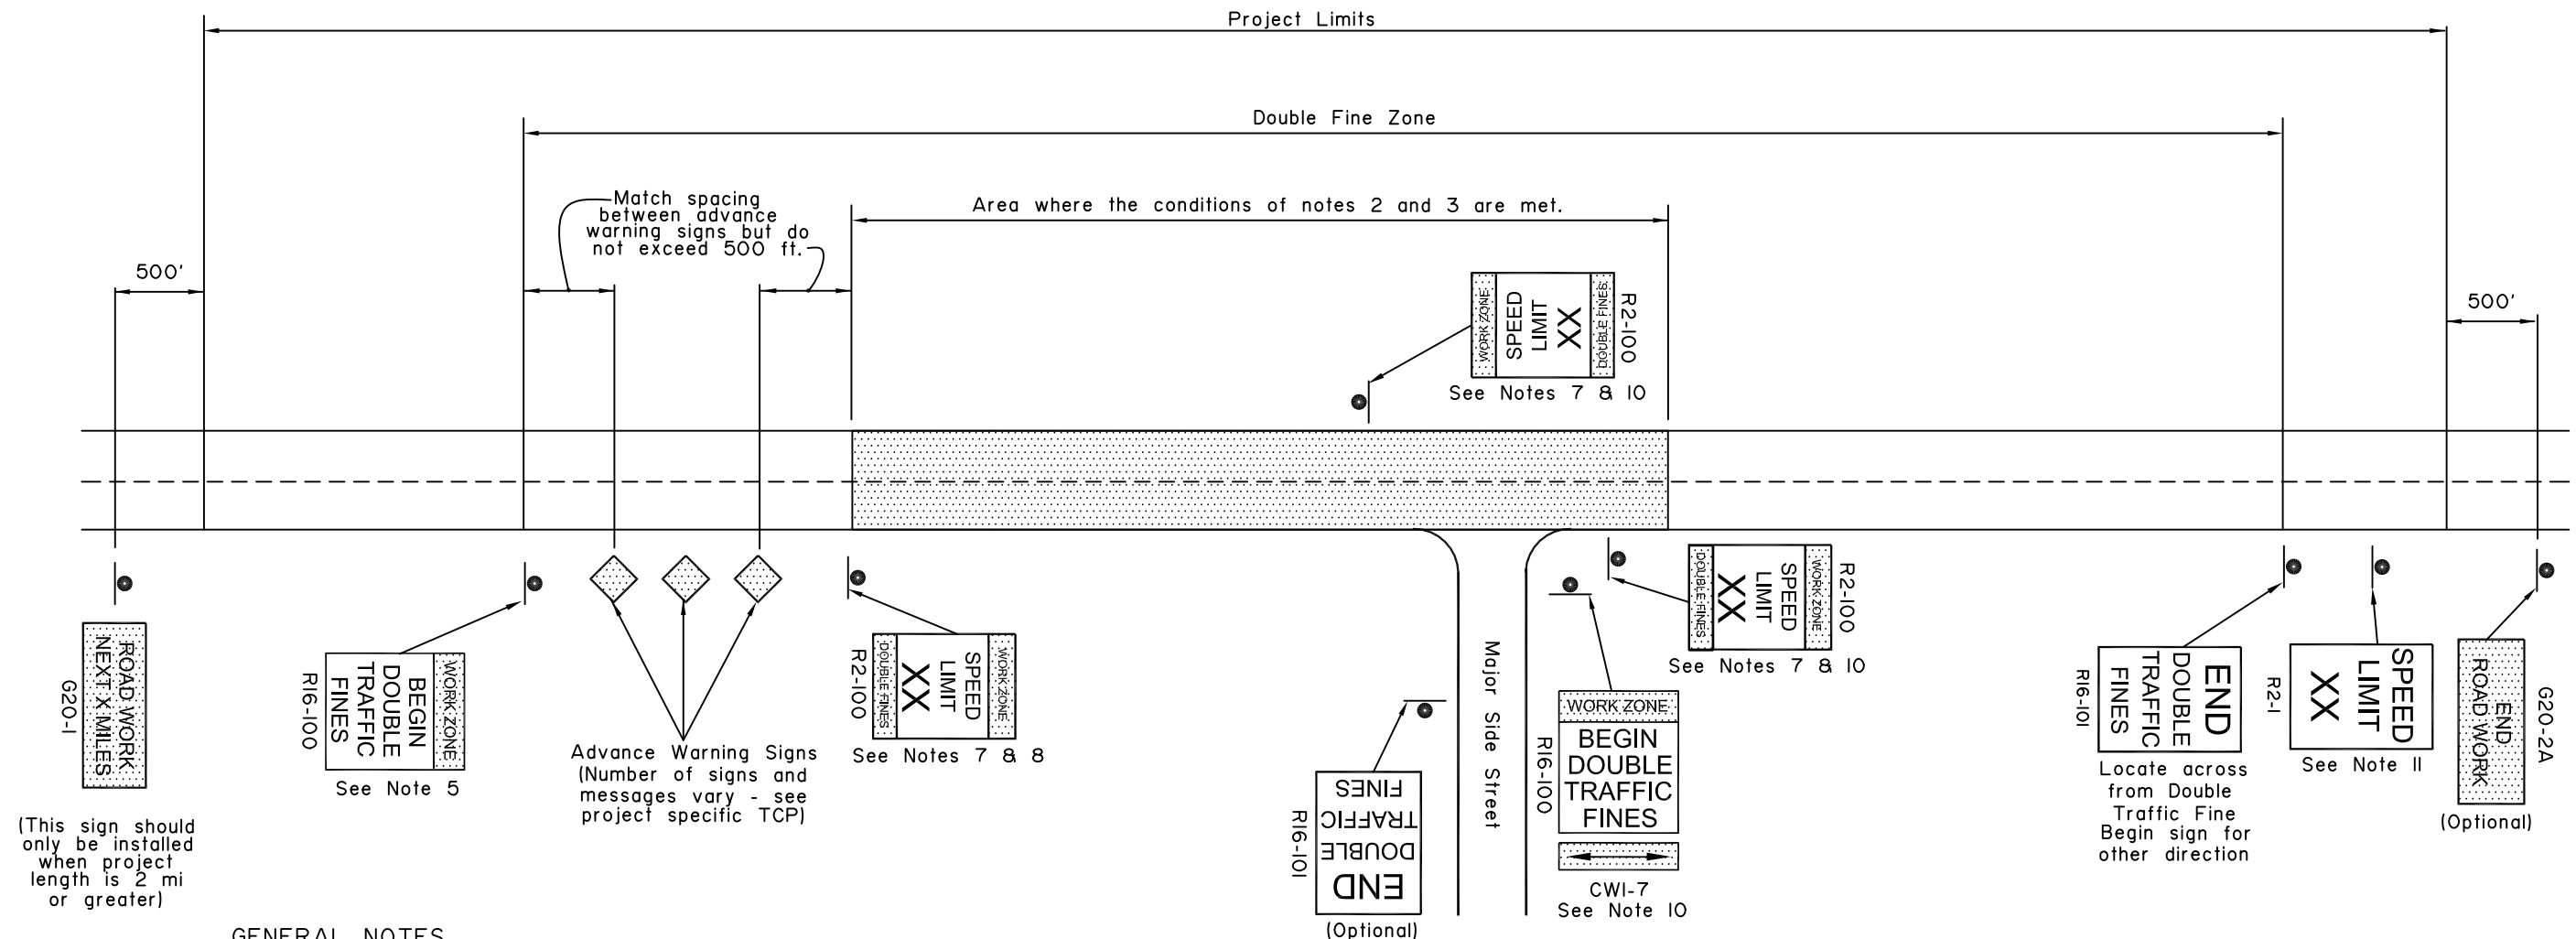 Project Limits
Double Fine Zone
Match spacing
between advance
warning signs but do
not exceed 500 ft.
Area where the conditions of notes 2 and 3 are met.
500'
500'
WORK ZONE
SPEED
LIMIT
XX
DOUBLE FINES
R2-100
See Notes 7 & 10
ROAD WORK
NEXT X MILES
G20-1
(This sign should
only be installed
when project
length is 2 mi
or greater)
WORK ZONE
BEGIN
DOUBLE
TRAFFIC
FINES
R16-100
See Note 5
Advance Warning Signs
(Number of signs and
messages vary - see
project specific TCP)
WORK ZONE
SPEED
LIMIT
XX
DOUBLE FINES
R2-100
See Notes 7 & 8
END
DOUBLE
TRAFFIC
FINES
R16-101
(Optional)
Major Side Street
WORK ZONE
BEGIN
DOUBLE
TRAFFIC
FINES
R16-100
CW1-7
See Note 10
WORK ZONE
SPEED
LIMIT
XX
DOUBLE FINES
R2-100
See Notes 7 & 10
END
DOUBLE
TRAFFIC
FINES
R16-101
Locate across
from Double
Traffic Fine
Begin sign for
other direction
SPEED
LIMIT
XX
R2-1
See Note 11
END
ROAD WORK
G20-2A
(Optional)
GENERAL NOTES